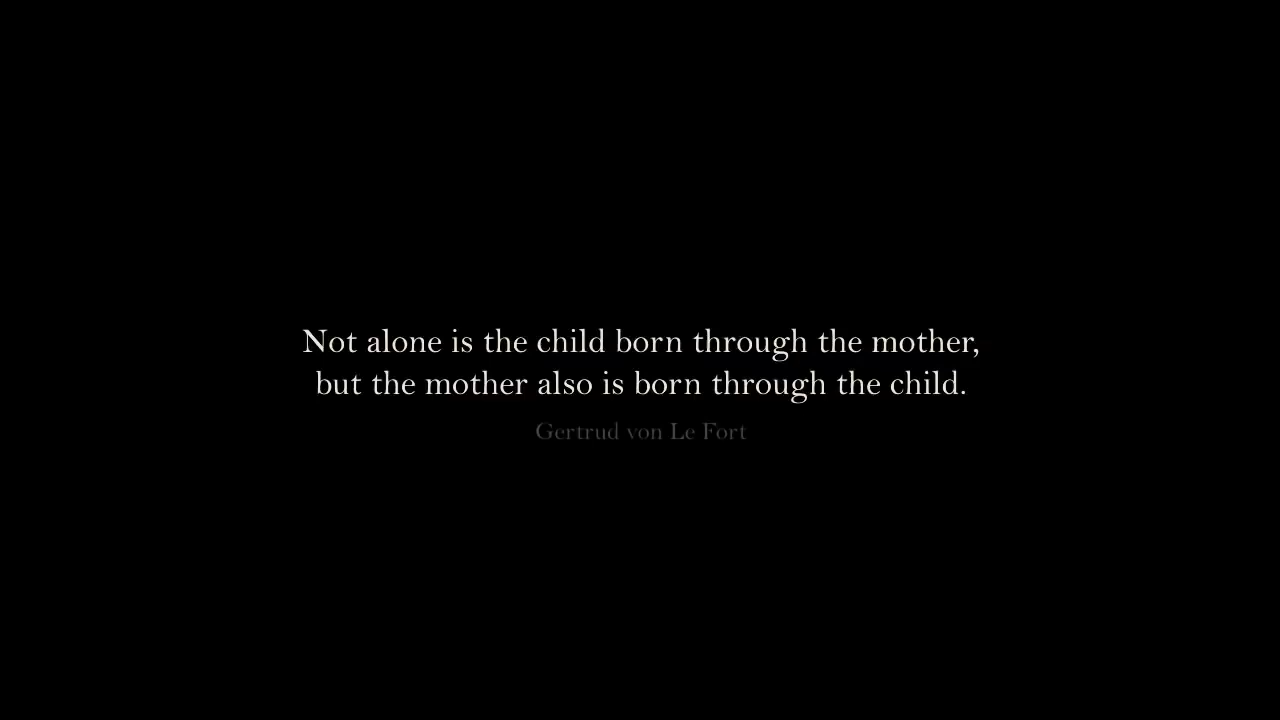 Not alone is the child born through the mother,
but the mother also is born through the child.
Gertrud von Le Fort